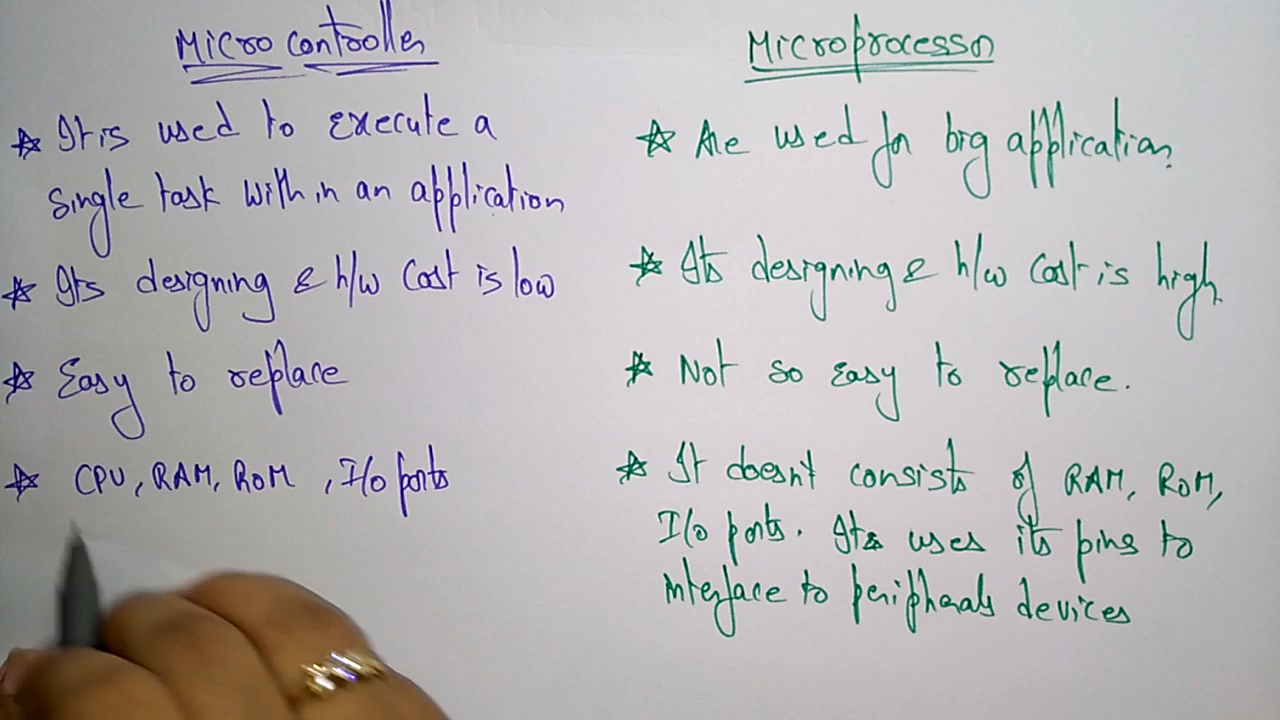 Micro controller
☆ It is used to execute a
single task with in an application
☆ Its designing & h/w cost is low
☆ Easy to replace
☆ CPU, RAM, ROM, I/o ports
Microprocessor
☆ Are used for big application.
☆ Its designing & h/w cost is high.
☆ Not so easy to replace.
☆ It doesn't consists of RAM, ROM,
I/o ports. Its uses its pins to
interface to peripherals devices